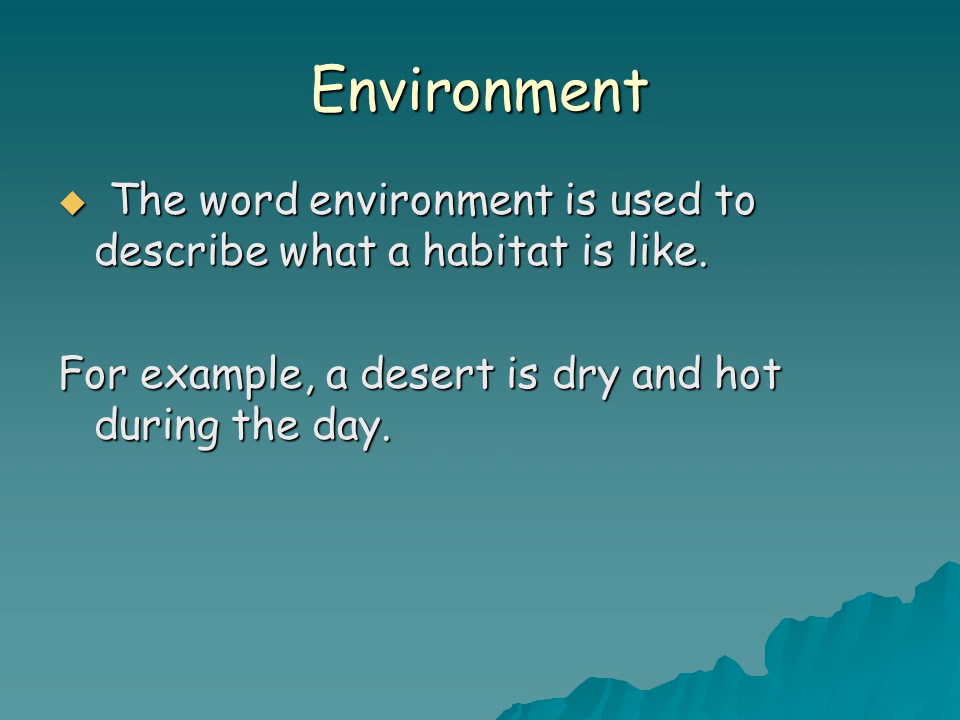 Environment
◆ The word environment is used to
describe what a habitat is like.
For example, a desert is dry and hot
during the day.